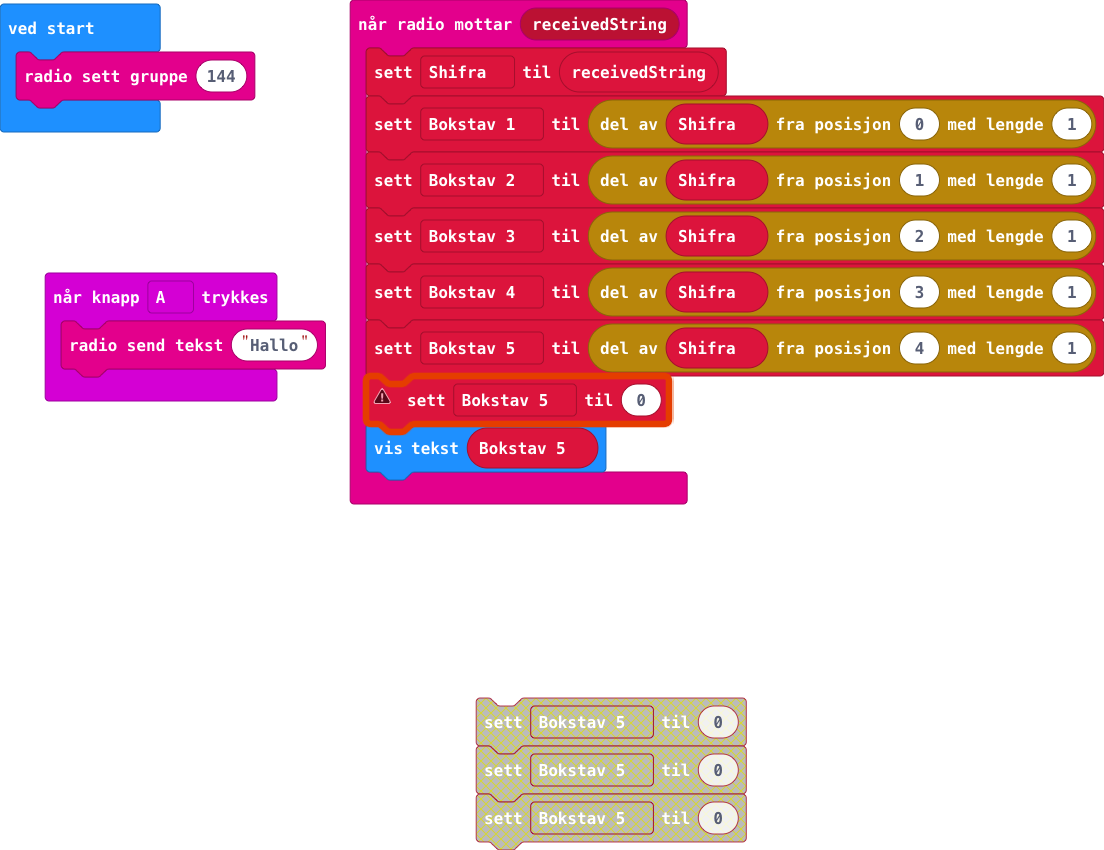 ved start
radio sett gruppe 144
når knapp A trykkes
radio send tekst "Hallo"
når radio mottar receivedString
sett Shifra til receivedString
sett Bokstav 1 til del av Shifra fra posisjon 0 med lengde 1
sett Bokstav 2 til del av Shifra fra posisjon 1 med lengde 1
sett Bokstav 3 til del av Shifra fra posisjon 2 med lengde 1
sett Bokstav 4 til del av Shifra fra posisjon 3 med lengde 1
sett Bokstav 5 til del av Shifra fra posisjon 4 med lengde 1
sett Bokstav 5 til 0
vis tekst Bokstav 5
sett Bokstav 5 til 0
sett Bokstav 5 til 0
sett Bokstav 5 til 0